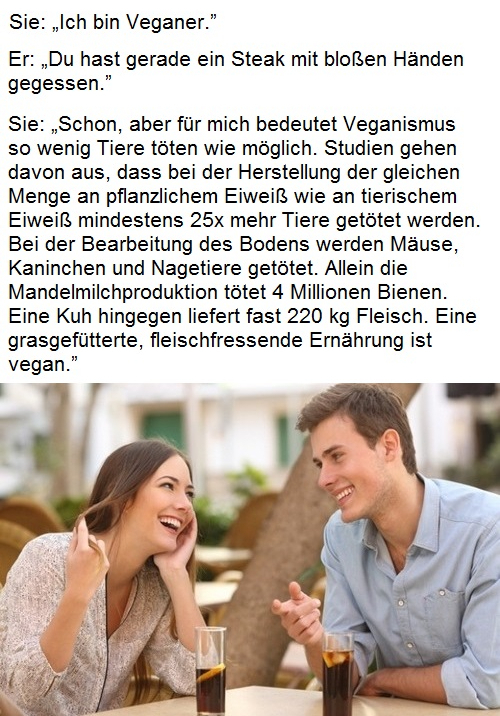 Sie: „Ich bin Veganer.”
Er: „Du hast gerade ein Steak mit bloßen Händen
gegessen.”
Sie: „Schon, aber für mich bedeutet Veganismus
so wenig Tiere töten wie möglich. Studien gehen
davon aus, dass bei der Herstellung der gleichen
Menge an pflanzlichem Eiweiß wie an tierischem
Eiweiß mindestens 25x mehr Tiere getötet werden.
Bei der Bearbeitung des Bodens werden Mäuse,
Kaninchen und Nagetiere getötet. Allein die
Mandelmilchproduktion tötet 4 Millionen Bienen.
Eine Kuh hingegen liefert fast 220 kg Fleisch. Eine
grasgefütterte, fleischfressende Ernährung ist
vegan.”